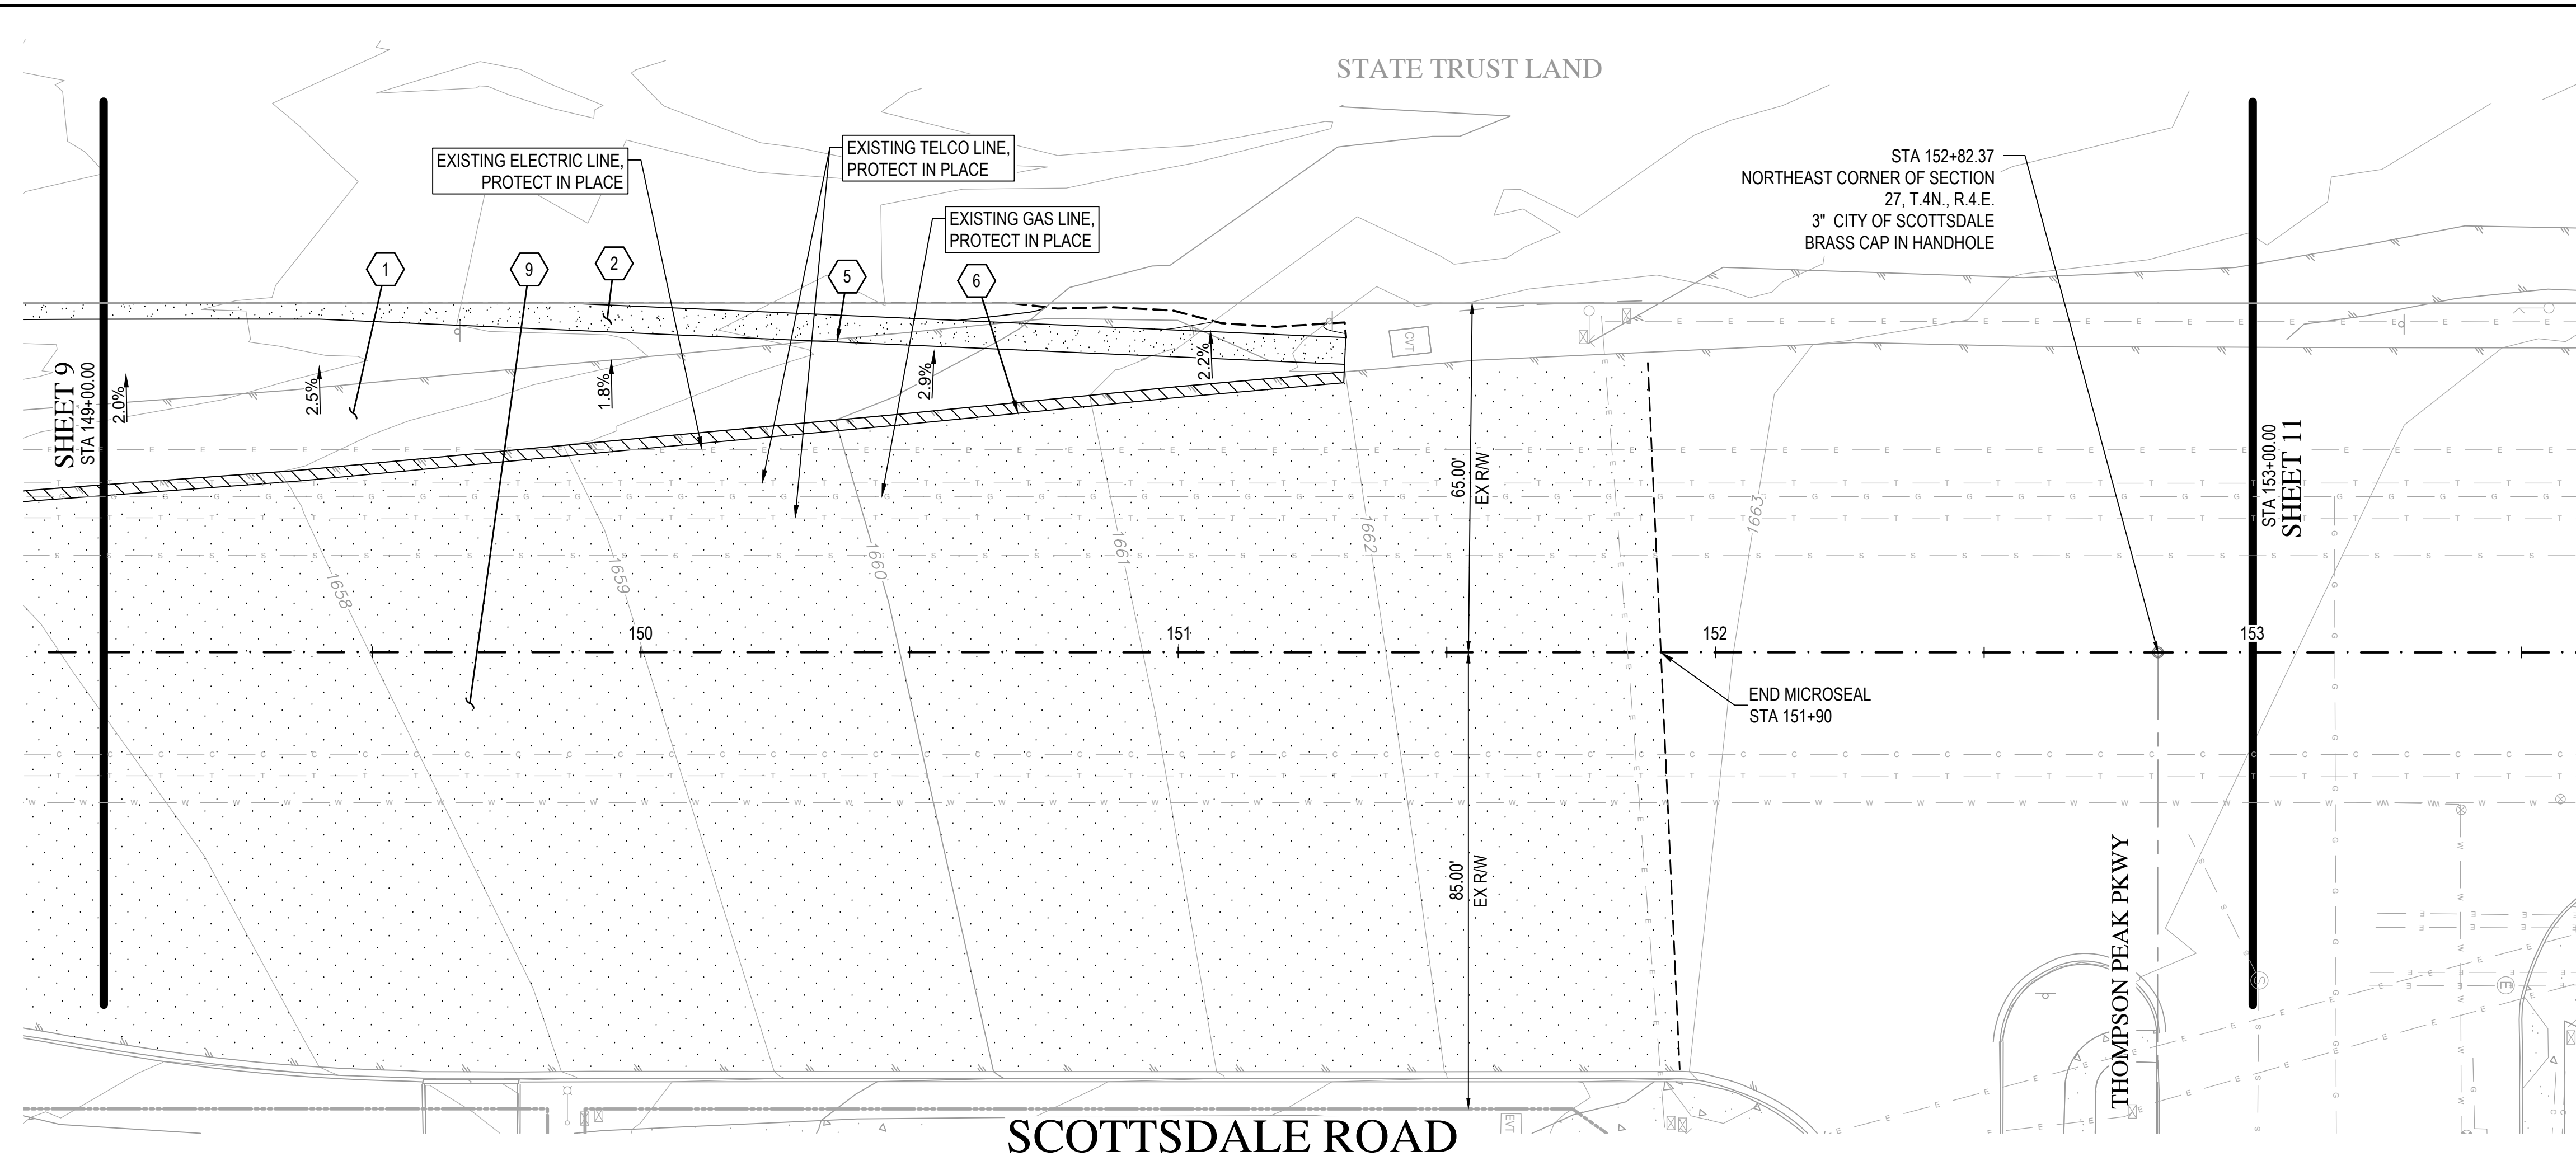 STATE TRUST LAND
EXISTING ELECTRIC LINE,
PROTECT IN PLACE
EXISTING TELCO LINE,
PROTECT IN PLACE
EXISTING GAS LINE,
PROTECT IN PLACE
STA 152+82.37
NORTHEAST CORNER OF SECTION
27, T.4N., R.4.E.
3" CITY OF SCOTTSDALE
BRASS CAP IN HANDHOLE
1
9
2
5
6
CVT
SHEET 9
STA 149+00.00
2.0%
2.5%
1.8%
2.9%
2.2%
65.00'
EX R/W
STA 153+00.00
SHEET 11
1658
1659
1660
1661
1662
1663
150
151
152
153
END MICROSEAL
STA 151+90
85.00'
EX R/W
THOMPSON PEAK PKWY
EVT
SCOTTSDALE ROAD